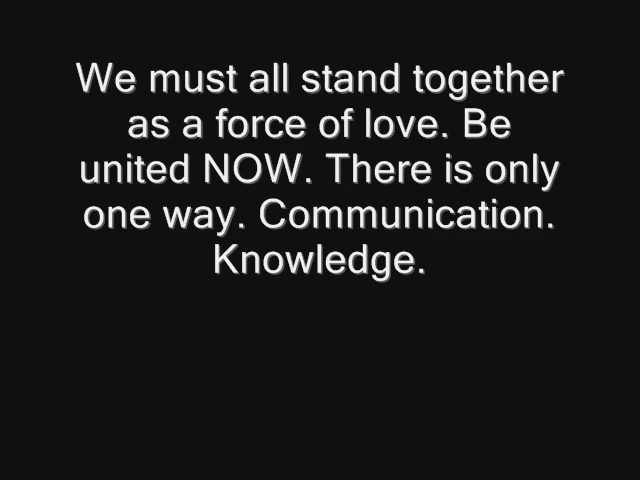 We must all stand together
as a force of love. Be
united NOW. There is only
one way. Communication.
Knowledge.